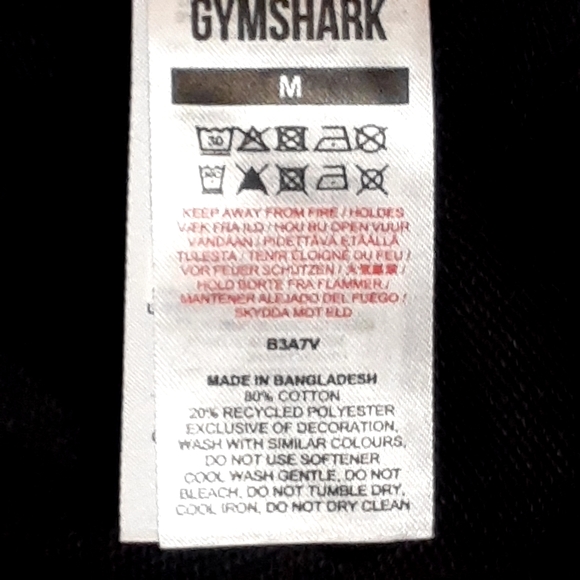 GYMSHARK
M
30
KEEP AWAY FROM FIRE / HOLDES
VÆK FRA ILD / HOU BIJ OPEN VUUR
VANDAAN / PIDETTÄVÄ ETÄÄLLÄ
TULESTA / TENIR ÉLOIGNÉ DU FEU /
VOR FEUER SCHÜTZEN /
HOLD BORTE FRA FLAMMER /
MANTENER ALEJADO DEL FUEGO /
SKYDDA MOT ELD
B3A7V
MADE IN BANGLADESH
80% COTTON
20% RECYCLED POLYESTER
EXCLUSIVE OF DECORATION,
WASH WITH SIMILAR COLOURS,
DO NOT USE SOFTENER
COOL WASH GENTLE, DO NOT
BLEACH, DO NOT TUMBLE DRY,
COOL IRON, DO NOT DRY CLEAN